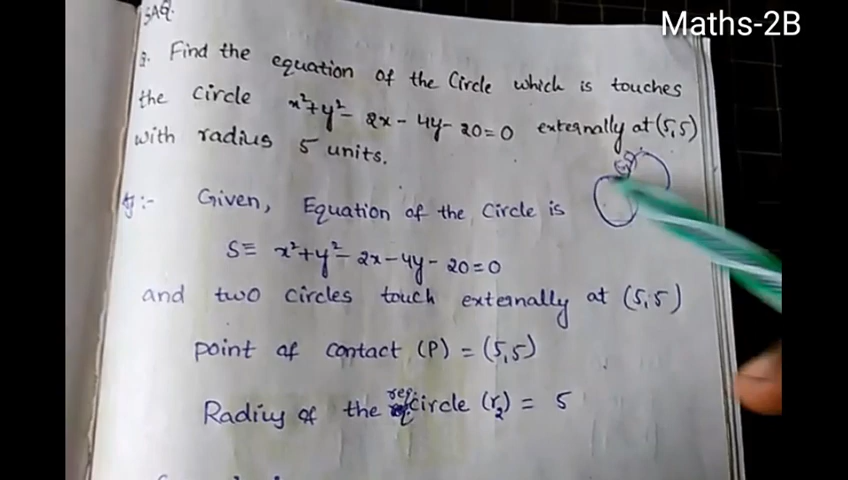 Maths-2B
SAQ.
Find the equation of the Circle which is touches
the circle x²+y²-2x-4y-20=0 externally at (5,5)
with radius 5 units.
Given, Equation of the circle is
S≡ x²+y²-2x-4y-20=0
and two circles touch externally at (5,5)
point of contact (P) = (5,5)
Radius of the req. circle (r₂) = 5